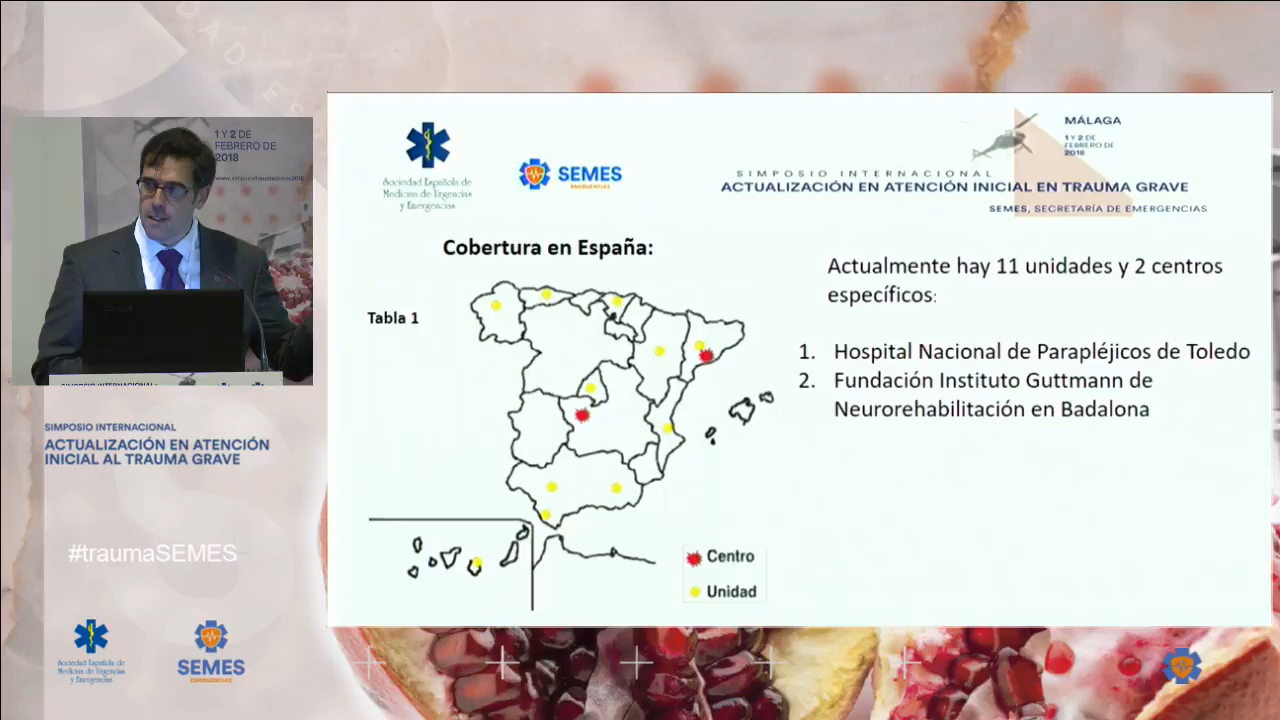 1 Y 2 DE
FEBRERO DE
2018
www.simposiotraumasemes2018
SIMPOSIO INTERNACIONAL
ACTUALIZACIÓN EN ATENCIÓN
INICIAL AL TRAUMA GRAVE
#traumaSEMES
Sociedad Española de
Medicina de Urgencias
y Emergencias
SEMES
EMERGENCIAS
Sociedad Española de
Medicina de Urgencias
y Emergencias
SEMES
EMERGENCIAS
MÁLAGA
1 Y 2 DE
FEBRERO DE
2018
SIMPOSIO INTERNACIONAL
ACTUALIZACIÓN EN ATENCIÓN INICIAL EN TRAUMA GRAVE
SEMES, SECRETARÍA DE EMERGENCIAS
Cobertura en España:
Tabla 1
Centro
Unidad
Actualmente hay 11 unidades y 2 centros
específicos:
1. Hospital Nacional de Parapléjicos de Toledo
2. Fundación Instituto Guttmann de
Neurorehabilitación en Badalona